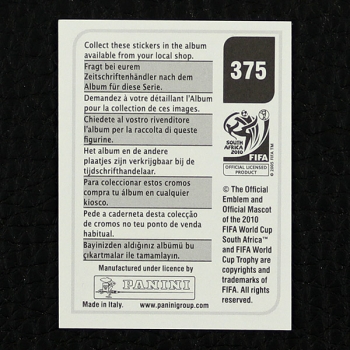 Collect these stickers in the album
available from your local shop.
Fragt bei eurem
Zeitschriftenhändler nach dem
Album für diese Serie.
Demandez à votre détaillant l'Album
pour la collection de ces images.
Chiedete al vostro rivenditore
l'album per la raccolta di queste
figurine.
Het album en de andere
plaatjes zijn verkrijgbaar bij de
tijdschrifthandelaar.
Para coleccionar estos cromos
compra tu álbum en cualquier
kiosco.
Pede a caderneta desta colecção
de cromos no teu ponto de venda
habitual.
Bayinizden aldığınız albümü bu
çıkartmalar ile tamamlayın.
Manufactured under licence by
PANINI
Made in Italy. www.paninigroup.com
375
SOUTH AFRICA
2010
FIFA
OFFICIAL LICENSED
PRODUCT
© The Official
Emblem and
Official Mascot
of the 2010
FIFA World Cup
South Africa™
and FIFA World
Cup Trophy are
copyrights and
trademarks of
FIFA. All rights
reserved.